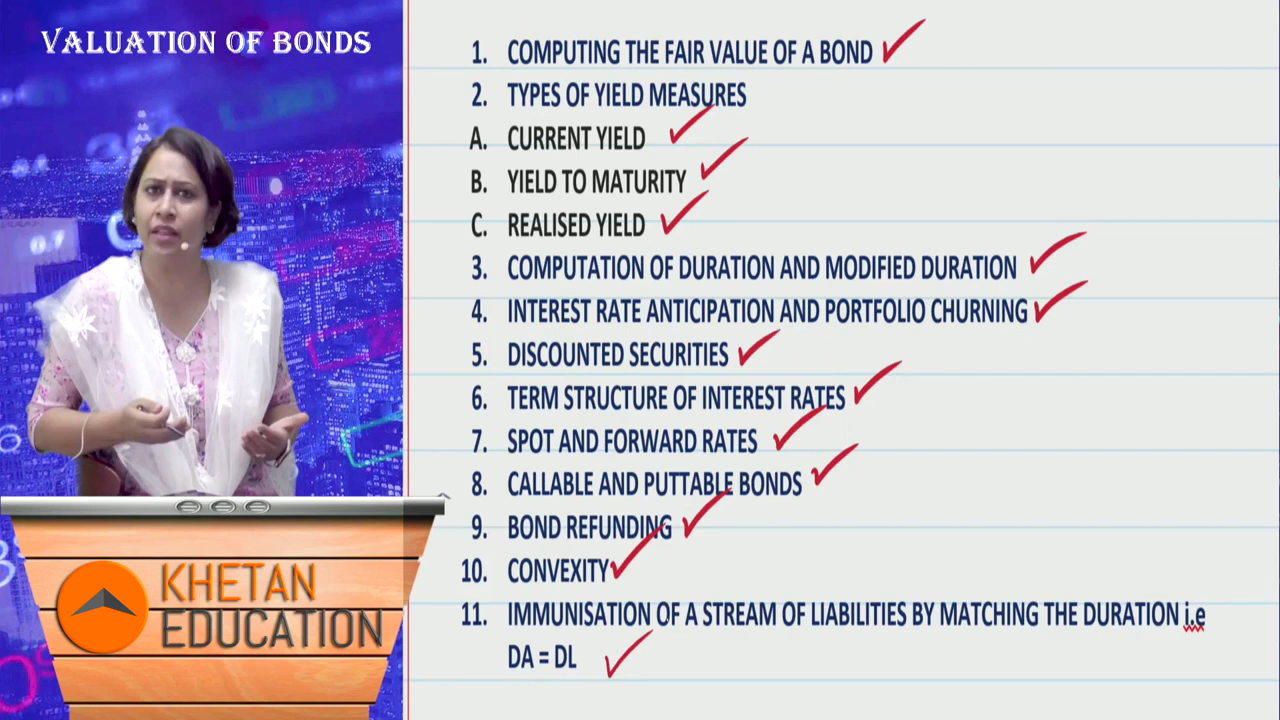 VALUATION OF BONDS
1. COMPUTING THE FAIR VALUE OF A BOND
2. TYPES OF YIELD MEASURES
A. CURRENT YIELD
B. YIELD TO MATURITY
C. REALISED YIELD
3. COMPUTATION OF DURATION AND MODIFIED DURATION
4. INTEREST RATE ANTICIPATION AND PORTFOLIO CHURNING
5. DISCOUNTED SECURITIES
6. TERM STRUCTURE OF INTEREST RATES
7. SPOT AND FORWARD RATES
8. CALLABLE AND PUTTABLE BONDS
9. BOND REFUNDING
10. CONVEXITY
11. IMMUNISATION OF A STREAM OF LIABILITIES BY MATCHING THE DURATION i.e
DA = DL
KHETAN
EDUCATION